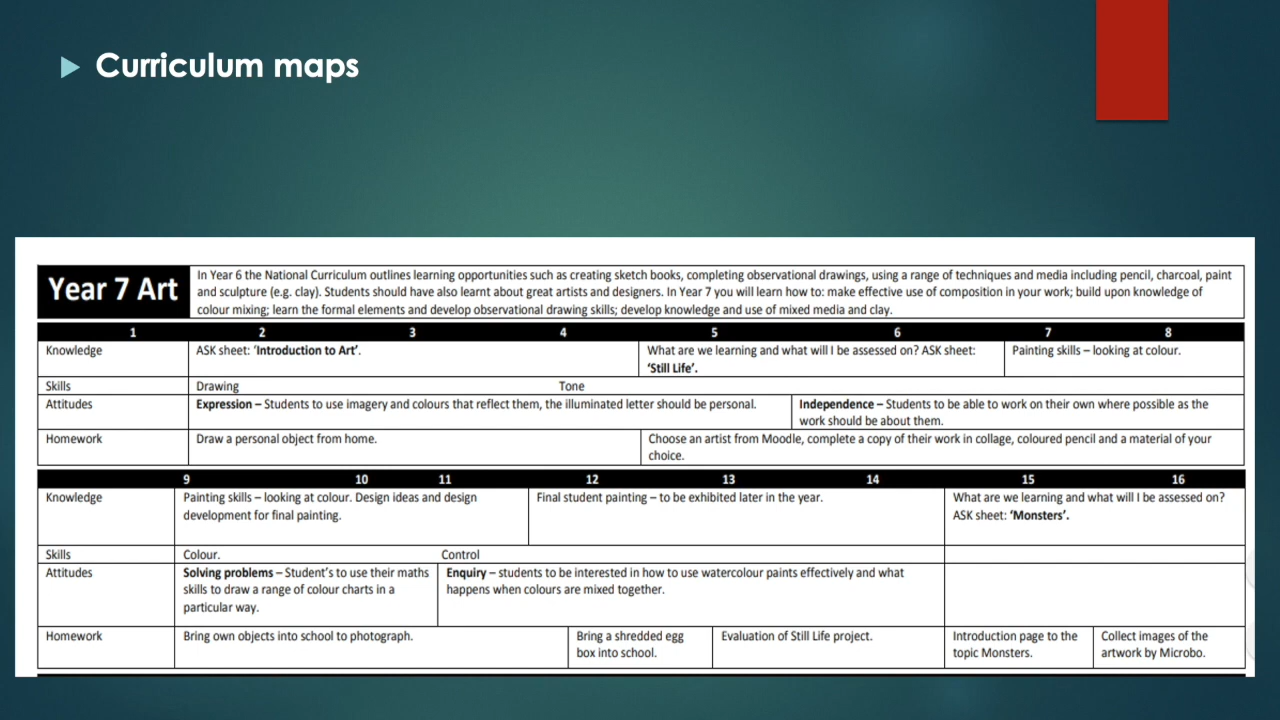 Curriculum maps
Year 7 Art
In Year 6 the National Curriculum outlines learning opportunities such as creating sketch books, completing observational drawings, using a range of techniques and media including pencil, charcoal, paint
and sculpture (e.g. clay). Students should have also learnt about great artists and designers. In Year 7 you will learn how to: make effective use of composition in your work; build upon knowledge of
colour mixing; learn the formal elements and develop observational drawing skills; develop knowledge and use of mixed media and clay.
1 2 3 4 5 6 7 8
Knowledge
ASK sheet: 'Introduction to Art'.
What are we learning and what will I be assessed on? ASK sheet:
'Still Life'.
Painting skills – looking at colour.
Skills
Drawing
Tone
Attitudes
Expression – Students to use imagery and colours that reflect them, the illuminated letter should be personal.
Independence – Students to be able to work on their own where possible as the
work should be about them.
Homework
Draw a personal object from home.
Choose an artist from Moodle, complete a copy of their work in collage, coloured pencil and a material of your
choice.
9 10 11 12 13 14 15 16
Knowledge
Painting skills – looking at colour. Design ideas and design
development for final painting.
Final student painting – to be exhibited later in the year.
What are we learning and what will I be assessed on?
ASK sheet: 'Monsters'.
Skills
Colour.
Control
Attitudes
Solving problems – Student's to use their maths
skills to draw a range of colour charts in a
particular way.
Enquiry – students to be interested in how to use watercolour paints effectively and what
happens when colours are mixed together.
Homework
Bring own objects into school to photograph.
Bring a shredded egg
box into school.
Evaluation of Still Life project.
Introduction page to the
topic Monsters.
Collect images of the
artwork by Microbo.